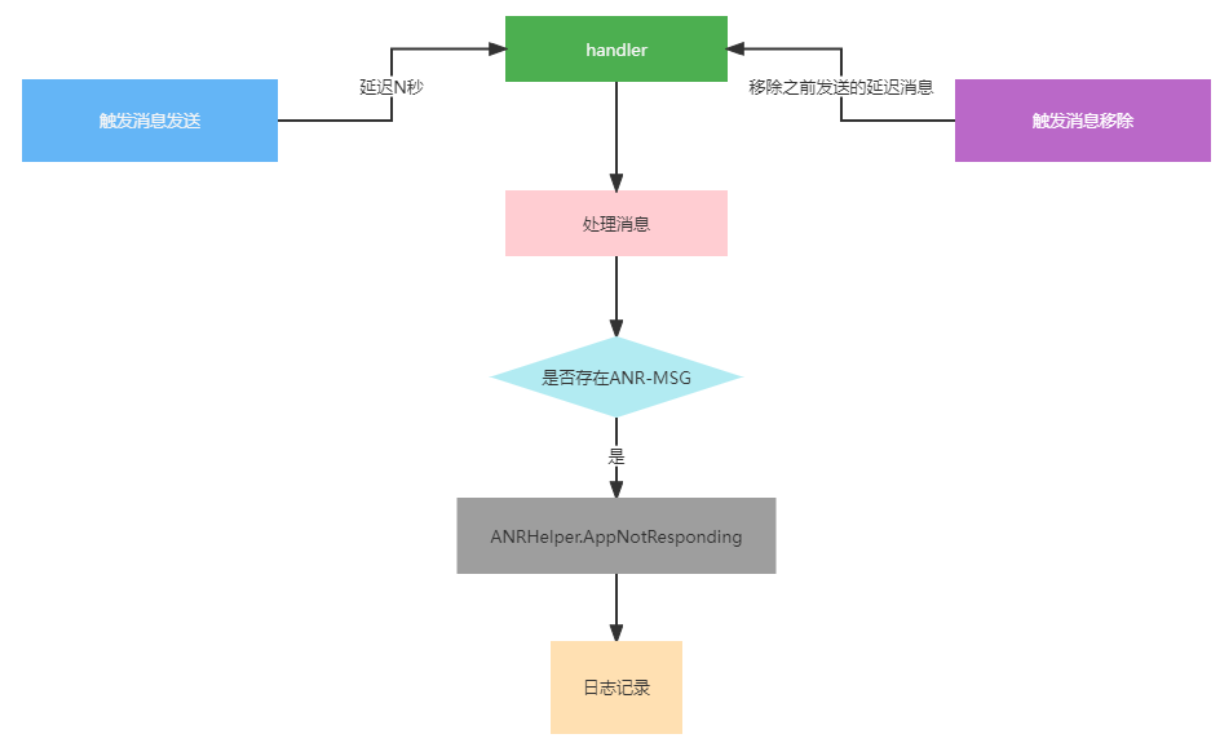 handler
延迟N秒
移除之前发送的延迟消息
触发消息发送
触发消息移除
处理消息
是否存在ANR-MSG
是
ANRHelper.AppNotResponding
日志记录